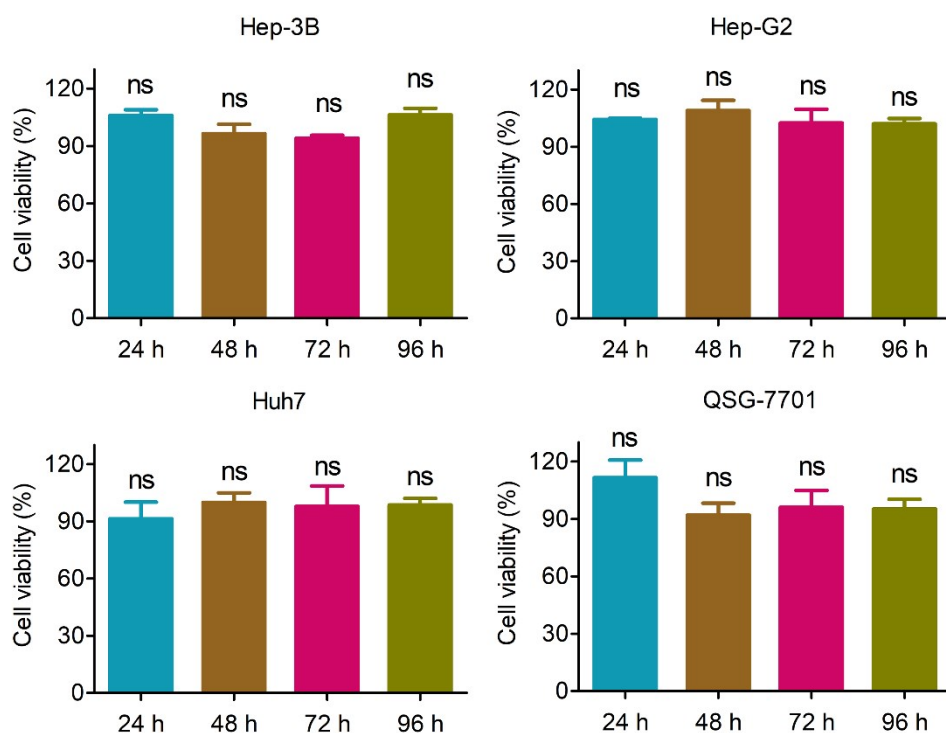 Hep-3B
Cell viability (%)
120
90
60
30
0
ns
ns
ns
ns
24 h
48 h
72 h
96 h
Hep-G2
Cell viability (%)
120
90
60
30
0
ns
ns
ns
ns
24 h
48 h
72 h
96 h
Huh7
Cell viability (%)
120
90
60
30
0
ns
ns
ns
ns
24 h
48 h
72 h
96 h
QSG-7701
Cell viability (%)
120
90
60
30
0
ns
ns
ns
ns
24 h
48 h
72 h
96 h